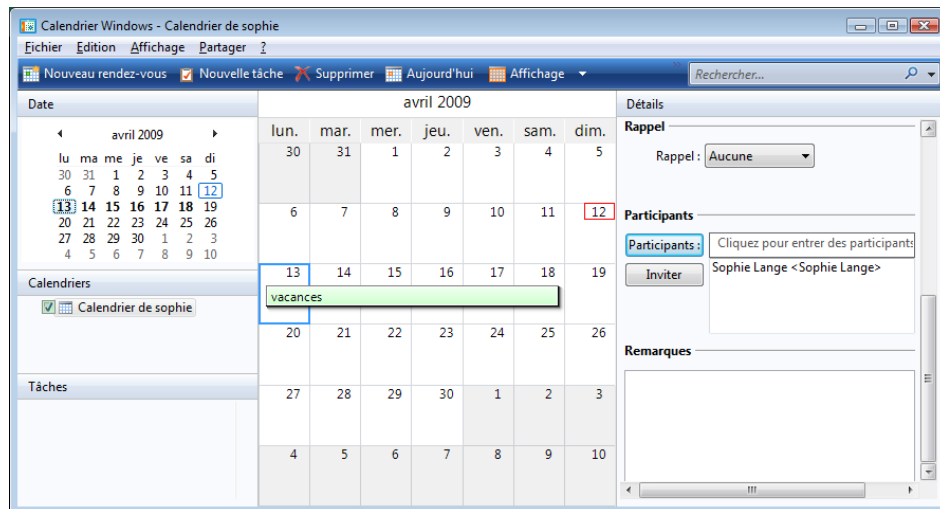 Calendrier Windows - Calendrier de sophie
Fichier Edition Affichage Partager ?
Nouveau rendez-vous Nouvelle tâche Supprimer Aujourd'hui Affichage Rechercher...
Date
avril 2009
lu ma me je ve sa di
30 31 1 2 3 4 5
6 7 8 9 10 11 12
13 14 15 16 17 18 19
20 21 22 23 24 25 26
27 28 29 30 1 2 3
4 5 6 7 8 9 10
Calendriers
Calendrier de sophie
Tâches
avril 2009
lun. mar. mer. jeu. ven. sam. dim.
30 31 1 2 3 4 5
6 7 8 9 10 11 12
13 14 15 16 17 18 19
vacances
20 21 22 23 24 25 26
27 28 29 30 1 2 3
4 5 6 7 8 9 10
Détails
Rappel
Rappel : Aucune
Participants
Participants : Cliquez pour entrer des participants
Inviter Sophie Lange <Sophie Lange>
Remarques